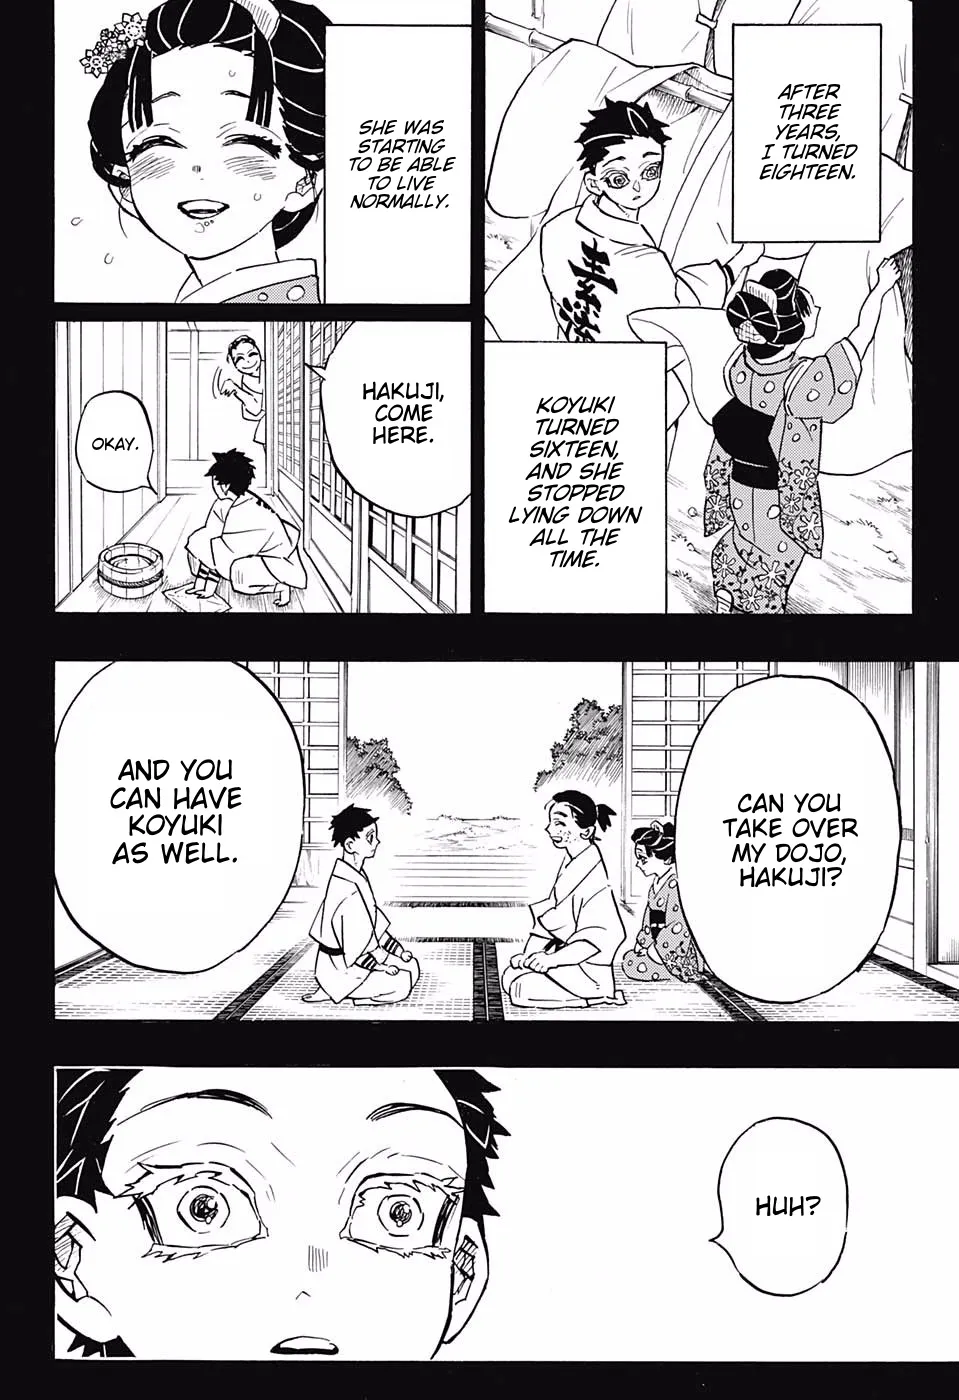 AFTER
THREE
YEARS,
I TURNED
EIGHTEEN.
KOYUKI
TURNED
SIXTEEN,
AND SHE
STOPPED
LYING DOWN
ALL THE
TIME.
SHE WAS
STARTING
TO BE ABLE
TO LIVE
NORMALLY.
HAKUJI,
COME
HERE.
OKAY.
CAN YOU
TAKE OVER
MY DOJO,
HAKUJI?
AND YOU
CAN HAVE
KOYUKI
AS WELL.
HUH?